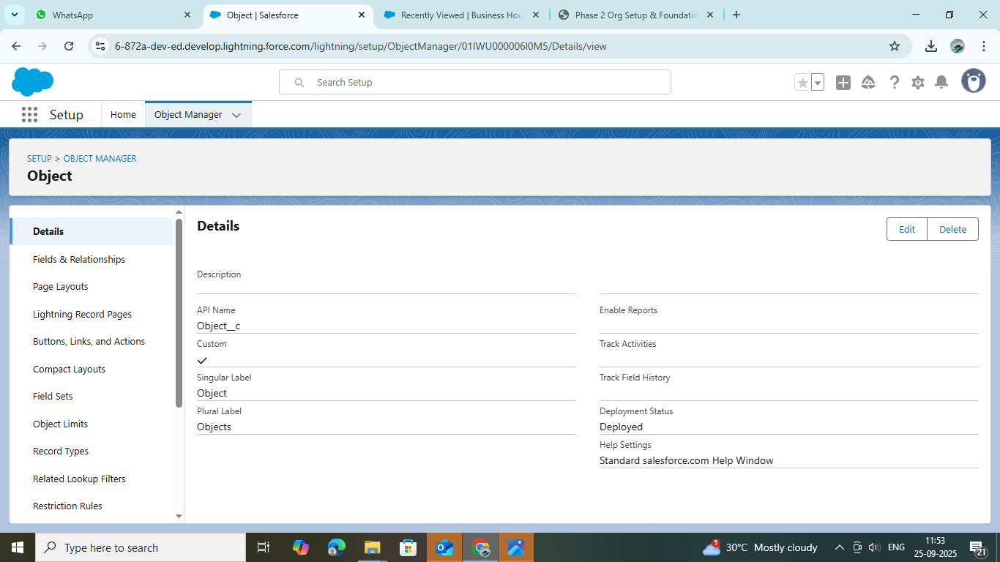 WhatsApp
Object | Salesforce
Recently Viewed | Business Hou
Phase 2 Org Setup & Foundatio
6-872a-dev-ed.develop.lightning.force.com/lightning/setup/ObjectManager/01IWU000006I0M5/Details/view
Search Setup
Setup
Home
Object Manager
SETUP > OBJECT MANAGER
Object
Details
Fields & Relationships
Page Layouts
Lightning Record Pages
Buttons, Links, and Actions
Compact Layouts
Field Sets
Object Limits
Record Types
Related Lookup Filters
Restriction Rules
Details
Edit
Delete
Description
API Name
Object__c
Custom
Singular Label
Object
Plural Label
Objects
Enable Reports
Track Activities
Track Field History
Deployment Status
Deployed
Help Settings
Standard salesforce.com Help Window
Type here to search
5
30°C Mostly cloudy
ENG
11:53
25-09-2025
21